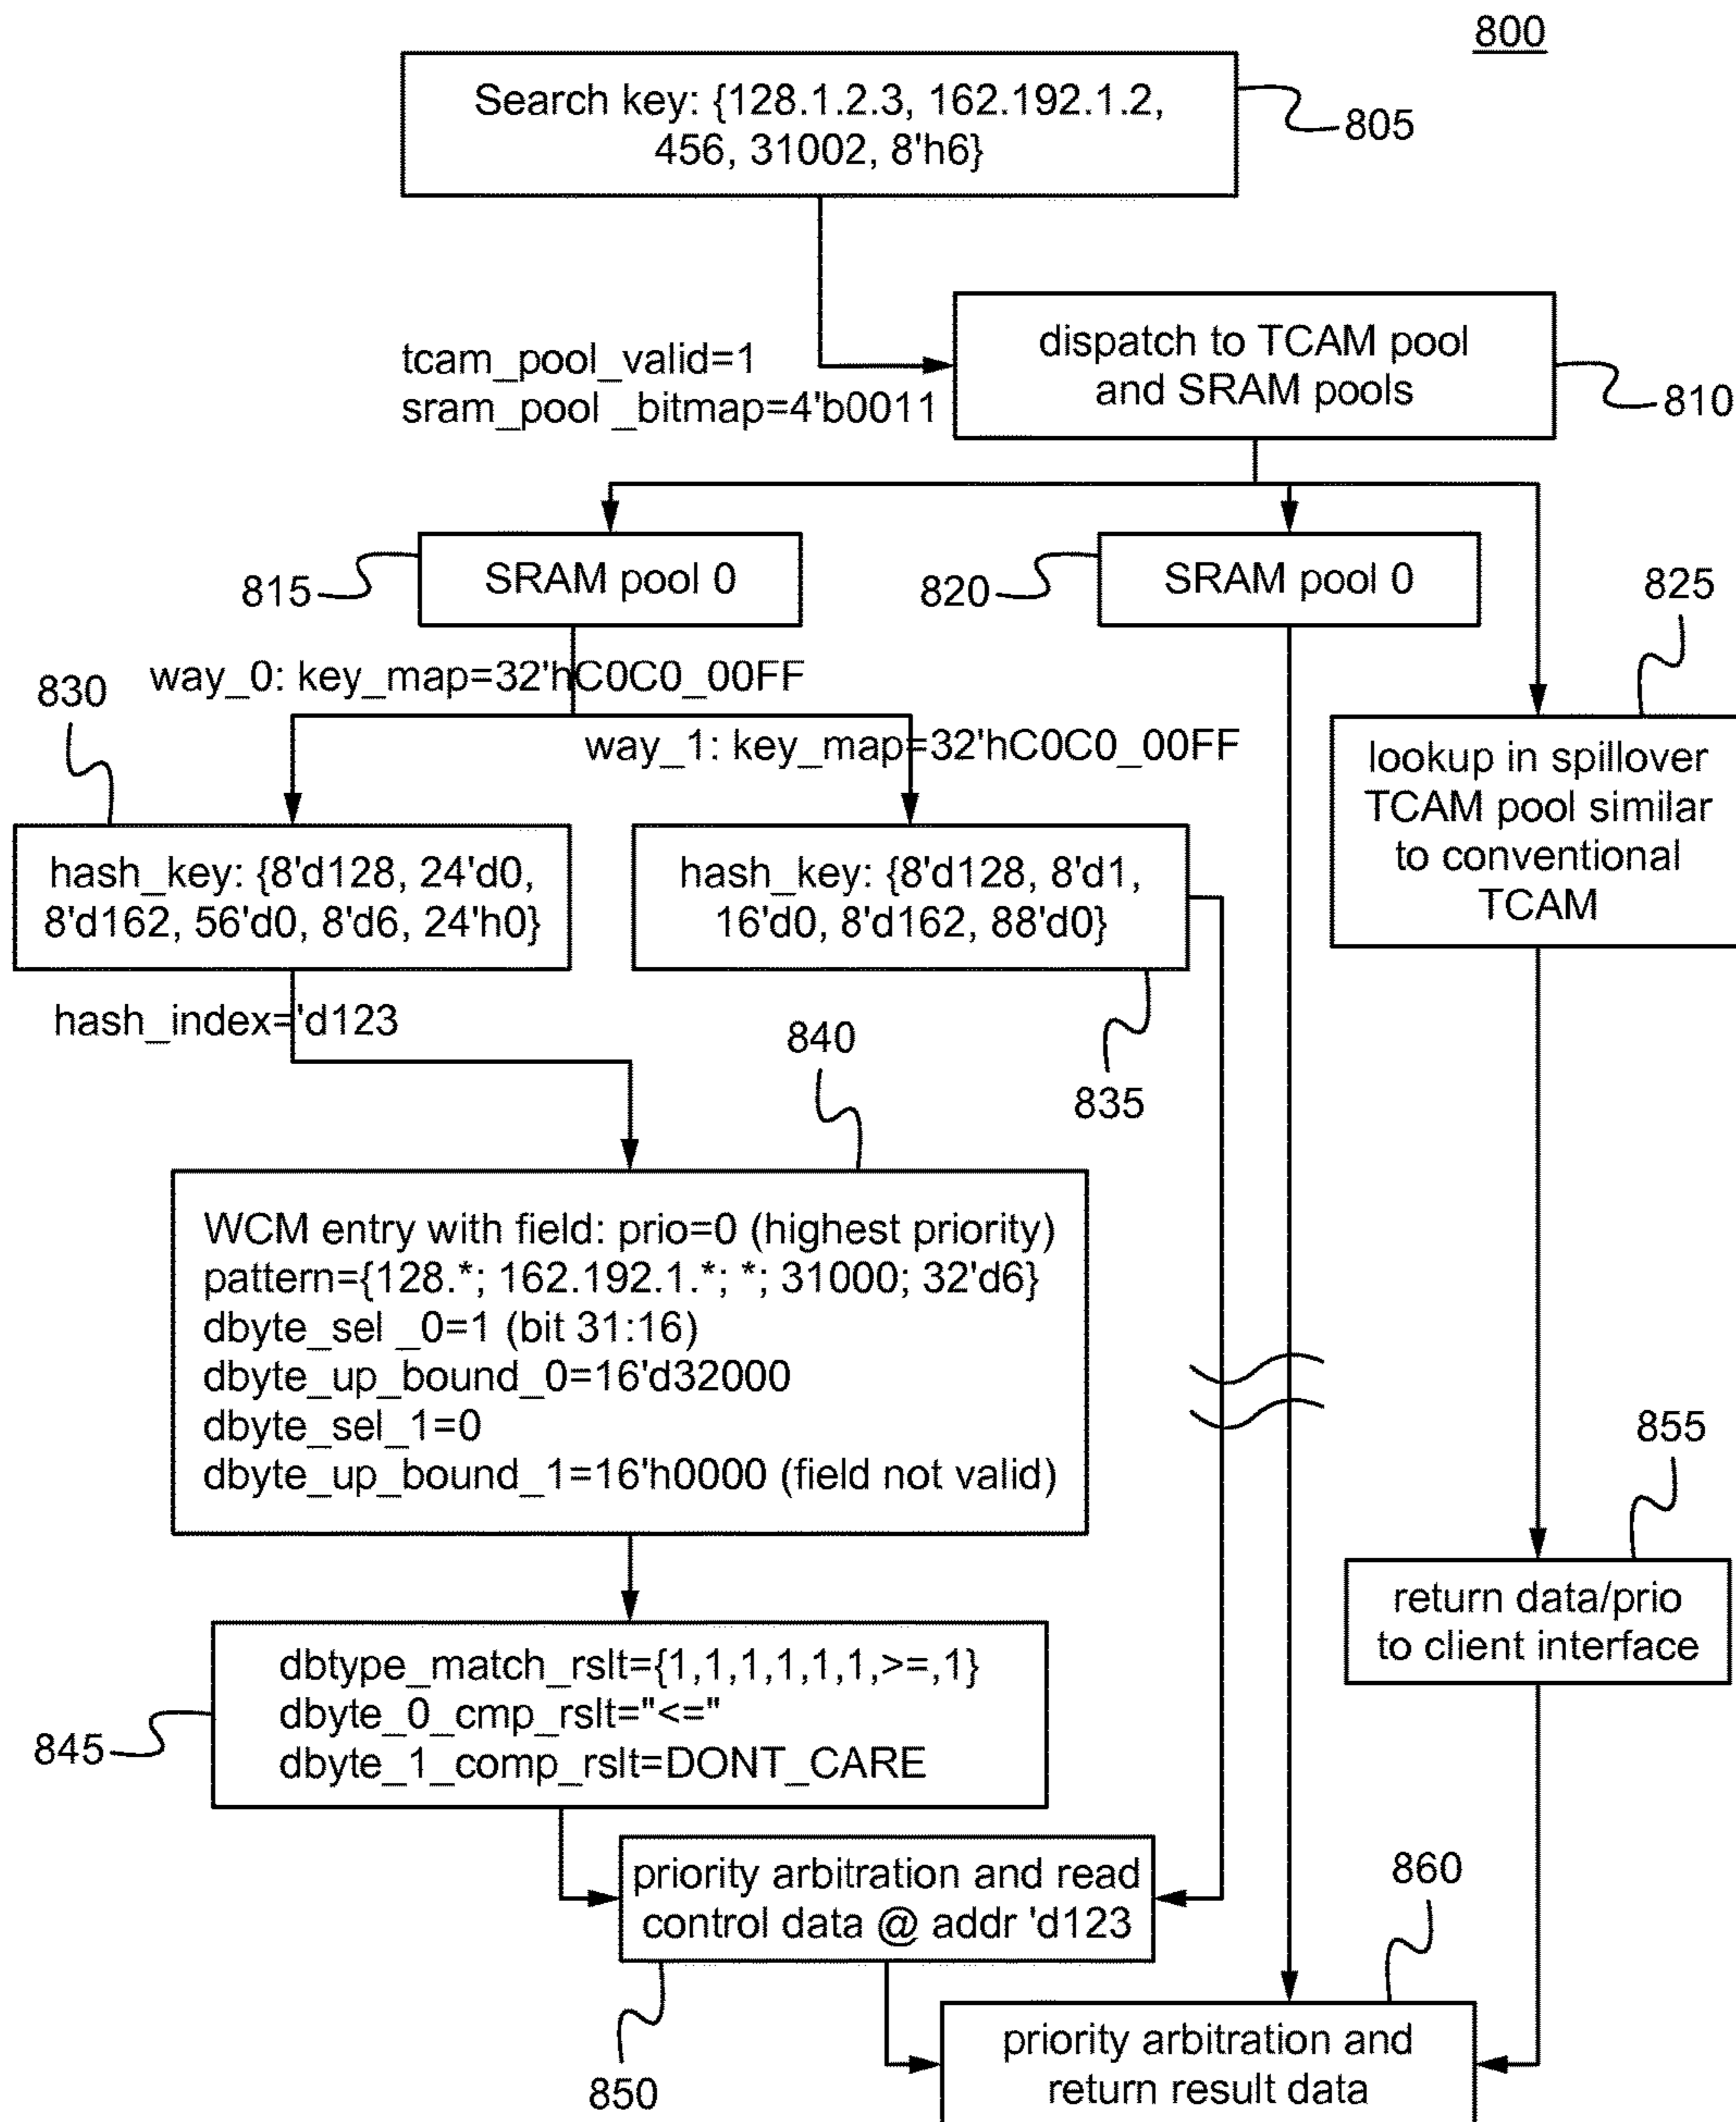 800
Search key: {128.1.2.3, 162.192.1.2,
456, 31002, 8'h6}
805
tcam_pool_valid=1
sram_pool _bitmap=4'b0011
dispatch to TCAM pool
and SRAM pools
810
SRAM pool 0
815
SRAM pool 0
820
825
way_0: key_map=32'hC0C0_00FF
830
way_1: key_map=32'hC0C0_00FF
lookup in spillover
TCAM pool similar
to conventional
TCAM
hash_key: {8'd128, 24'd0,
8'd162, 56'd0, 8'd6, 24'h0}
hash_key: {8'd128, 8'd1,
16'd0, 8'd162, 88'd0}
hash_index='d123
840
835
WCM entry with field: prio=0 (highest priority)
pattern={128.*; 162.192.1.*; *; 31000; 32'd6}
dbyte_sel _0=1 (bit 31:16)
dbyte_up_bound_0=16'd32000
dbyte_sel_1=0
dbyte_up_bound_1=16'h0000 (field not valid)
855
return data/prio
to client interface
dbtype_match_rslt={1,1,1,1,1,1,>=,1}
dbyte_0_cmp_rslt="<="
dbyte_1_comp_rslt=DONT_CARE
845
priority arbitration and read
control data @ addr 'd123
850
860
priority arbitration and
return result data